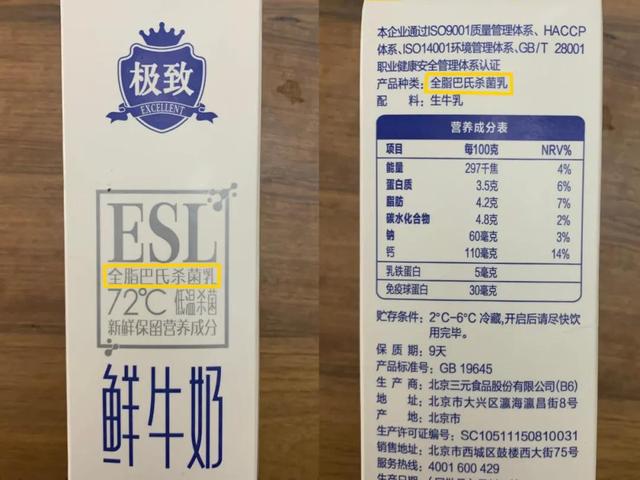 极致
EXCELLENT
ESL
全脂巴氏杀菌乳
72℃ 低温杀菌
新鲜保留营养成分
鲜牛奶
本企业通过ISO9001质量管理体系、HACCP
体系、ISO14001环境管理体系、GB/T 28001
职业健康安全管理体系认证
产品种类：全脂巴氏杀菌乳
配 料：生牛乳
营养成分表
项目 每100克 NRV%
能量 297千焦 4%
蛋白质 3.5克 6%
脂肪 4.2克 7%
碳水化合物 4.8克 2%
钠 60毫克 3%
钙 110毫克 14%
乳铁蛋白 5毫克
免疫球蛋白 30毫克
贮存条件：2°C-6°C 冷藏,开启后请尽快饮
用完毕。
保 质 期：9天
产品标准号：GB 19645
生 产 商：北京三元食品股份有限公司(B6)
地 址：北京市大兴区瀛海瀛昌街8号
产 地：北京市
生产许可证编号：SC10511150810031
销售地址：北京市西城区鼓楼西大街75号
服务热线：4001 600 429